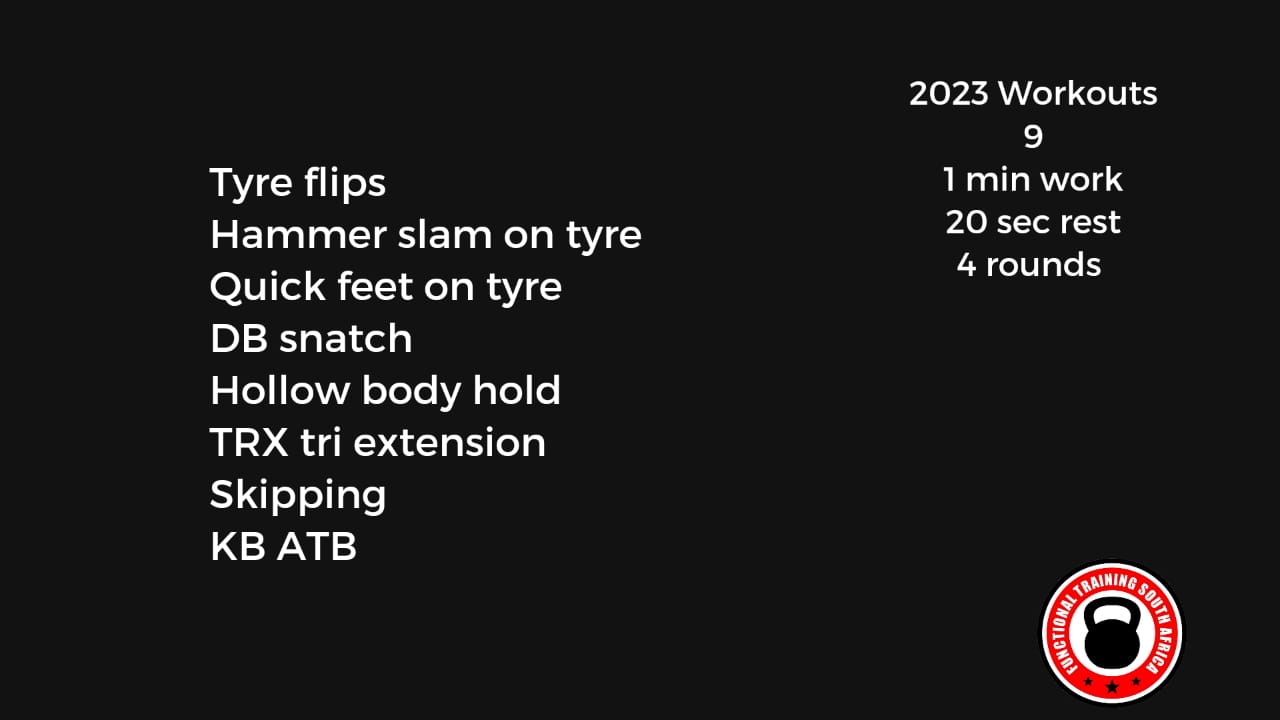 2023 Workouts
9
1 min work
20 sec rest
4 rounds
Tyre flips
Hammer slam on tyre
Quick feet on tyre
DB snatch
Hollow body hold
TRX tri extension
Skipping
KB ATB
FUNCTIONAL TRAINING SOUTH AFRICA